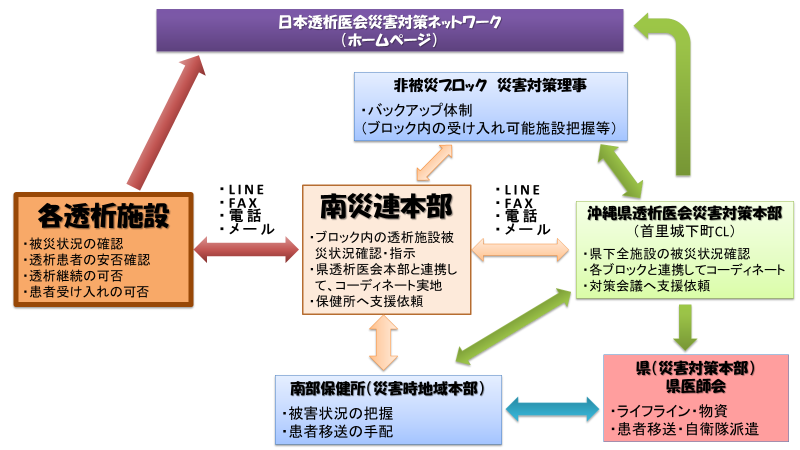 日本透析医会災害対策ネットワーク
(ホームページ)
非被災ブロック 災害対策理事
・バックアップ体制
(ブロック内の受け入れ可能施設把握等)
・LINE
・FAX
・電話
・メール
・LINE
・FAX
・電話
・メール
各透析施設
・被災状況の確認
・透析患者の安否確認
・透析継続の可否
・患者受け入れの可否
南災連本部
・ブロック内の透析施設被
災状況確認・指示
・県透析医会本部と連携し
て、コーディネート実地
・保健所へ支援依頼
沖縄県透析医会災害対策本部
(首里城下町CL)
・県下全施設の被災状況確認
・各ブロックと連携してコーディネート
・対策会議へ支援依頼
南部保健所(災害時地域本部)
・被害状況の把握
・患者移送の手配
県(災害対策本部)
県医師会
・ライフライン・物資
・患者移送・自衛隊派遣